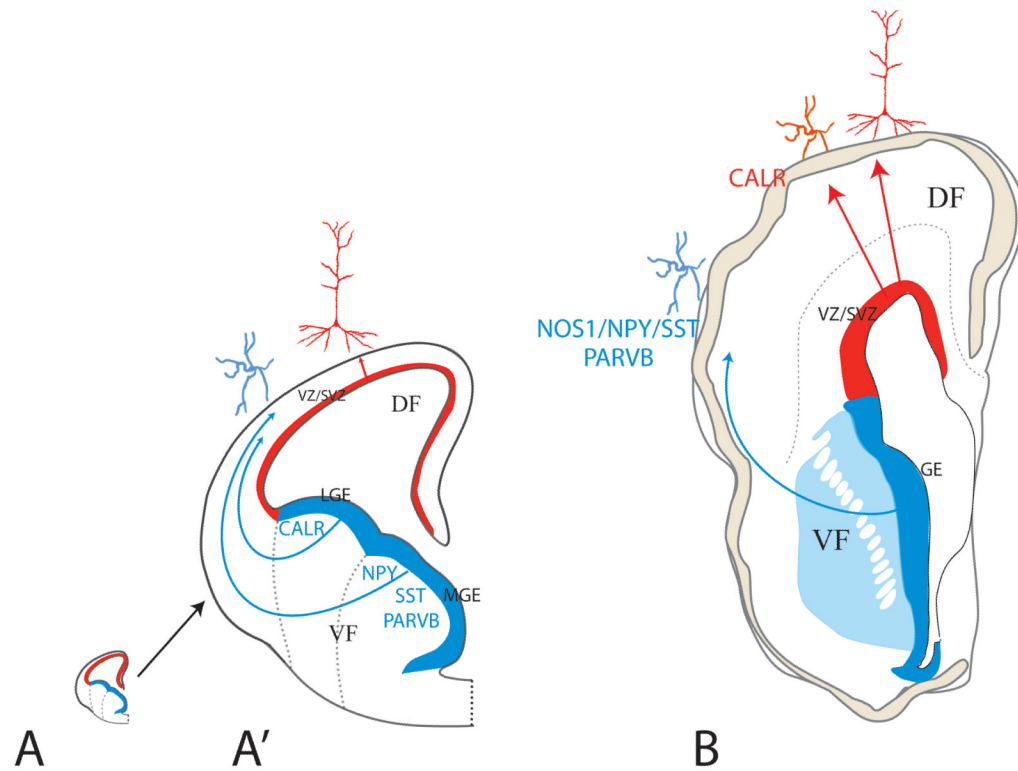 CALR
DF
NOS1/NPY/SST
PARVB
VZ/SVZ
VZ/SVZ
DF
LGE
CALR
GE
VF
NPY
SST
MGE
PARVB
VF
A
A′
B